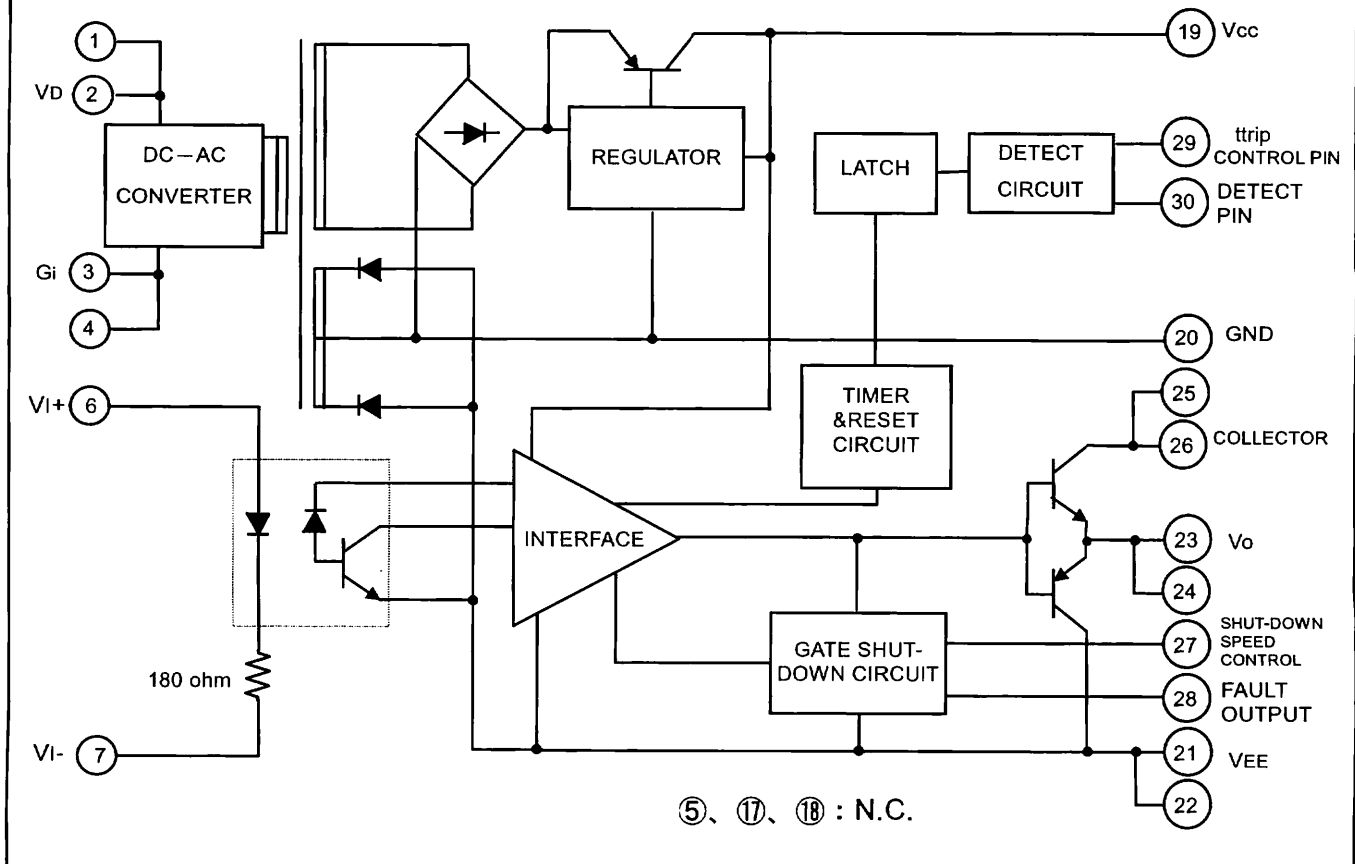 1
19 Vcc
VD 2
DC-AC
CONVERTER
REGULATOR
LATCH
DETECT
CIRCUIT
29 ttrip
CONTROL PIN
30 DETECT
PIN
Gi 3
4
20 GND
VI+ 6
TIMER
&RESET
CIRCUIT
25
26 COLLECTOR
INTERFACE
23 Vo
24
180 ohm
GATE SHUT-
DOWN CIRCUIT
27 SHUT-DOWN
SPEED
CONTROL
28 FAULT
OUTPUT
VI- 7
21 VEE
22
⑤、⑰、⑱ : N.C.